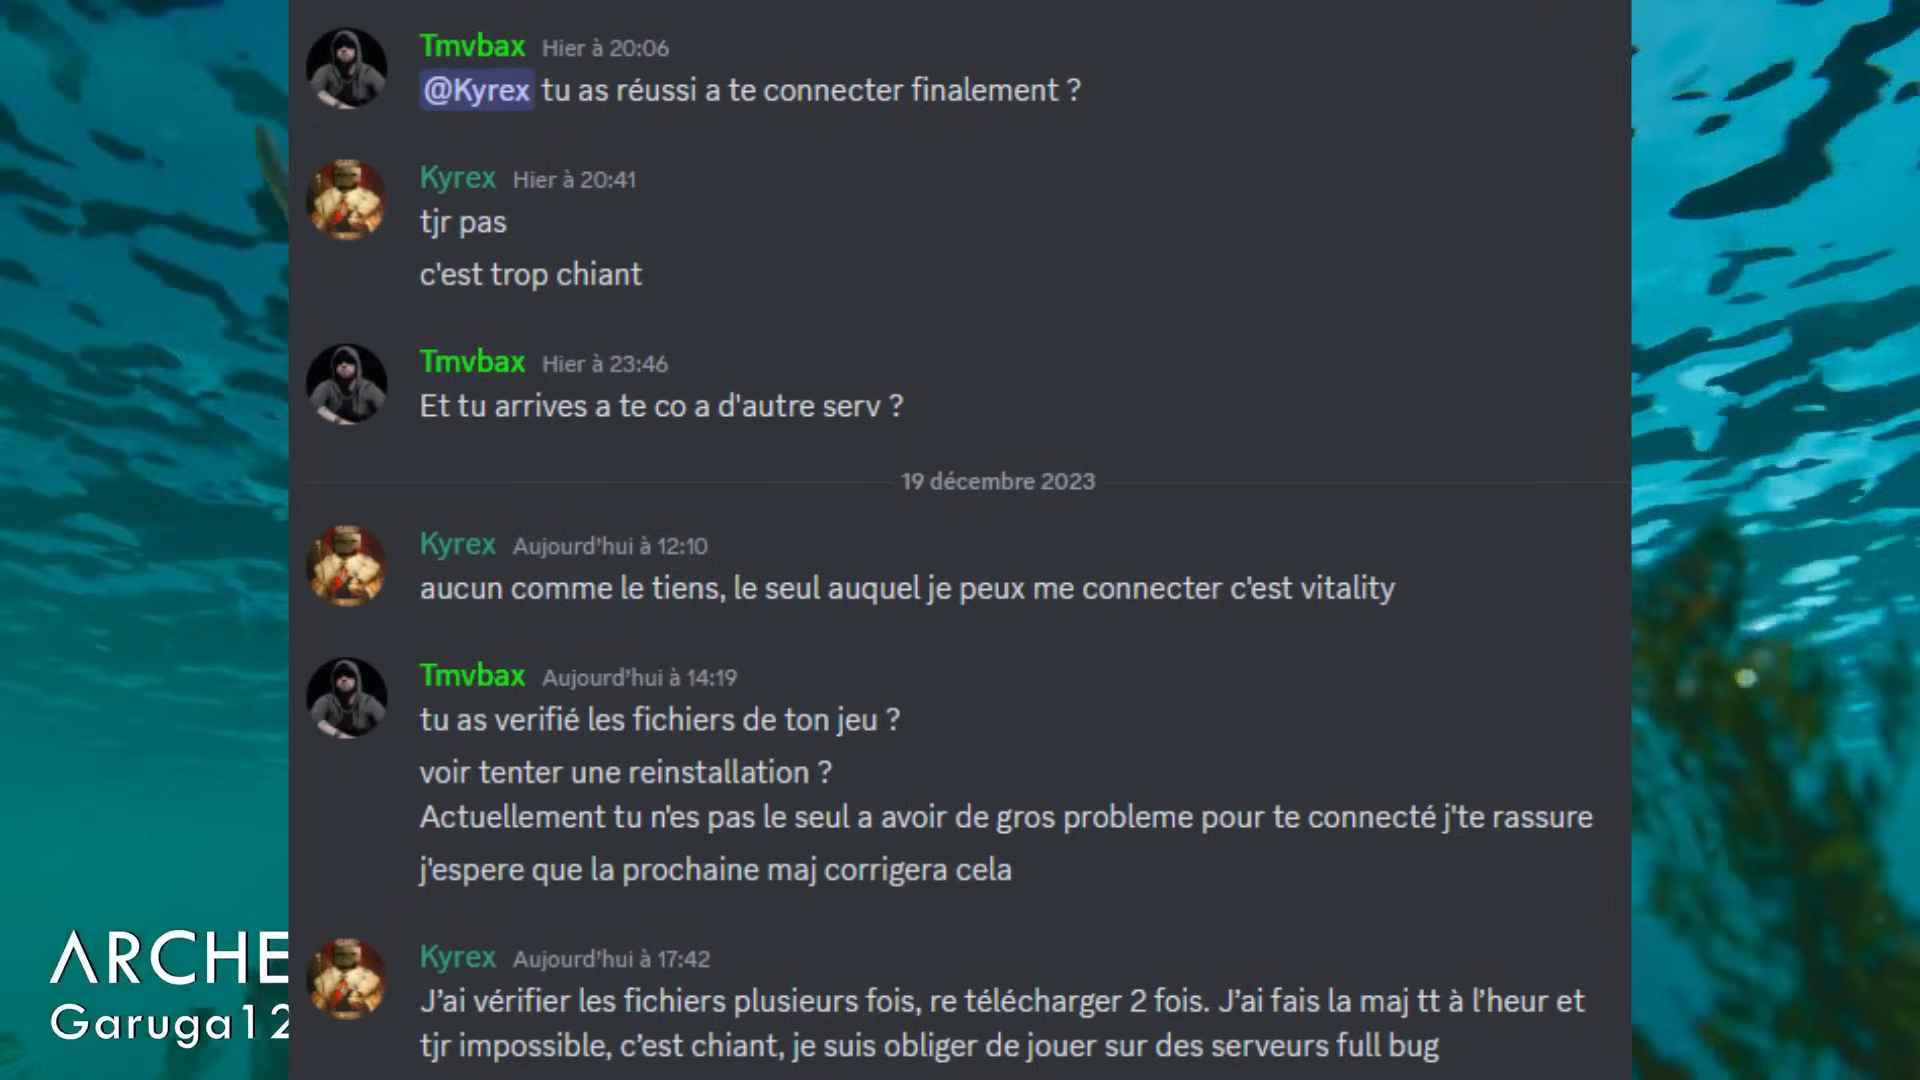 Tmvbax Hier à 20:06
@Kyrex tu as réussi a te connecter finalement ?
Kyrex Hier à 20:41
tjr pas
c'est trop chiant
Tmvbax Hier à 23:46
Et tu arrives a te co a d'autre serv ?
19 décembre 2023
Kyrex Aujourd'hui à 12:10
aucun comme le tiens, le seul auquel je peux me connecter c'est vitality
Tmvbax Aujourd'hui à 14:19
tu as verifié les fichiers de ton jeu ?
voir tenter une reinstallation ?
Actuellement tu n'es pas le seul a avoir de gros probleme pour te connecté j'te rassure
j'espere que la prochaine maj corrigera cela
Kyrex Aujourd'hui à 17:42
J'ai vérifier les fichiers plusieurs fois, re télécharger 2 fois. J'ai fais la maj tt à l'heur et
tjr impossible, c'est chiant, je suis obliger de jouer sur des serveurs full bug
ARCHE
Garuga12